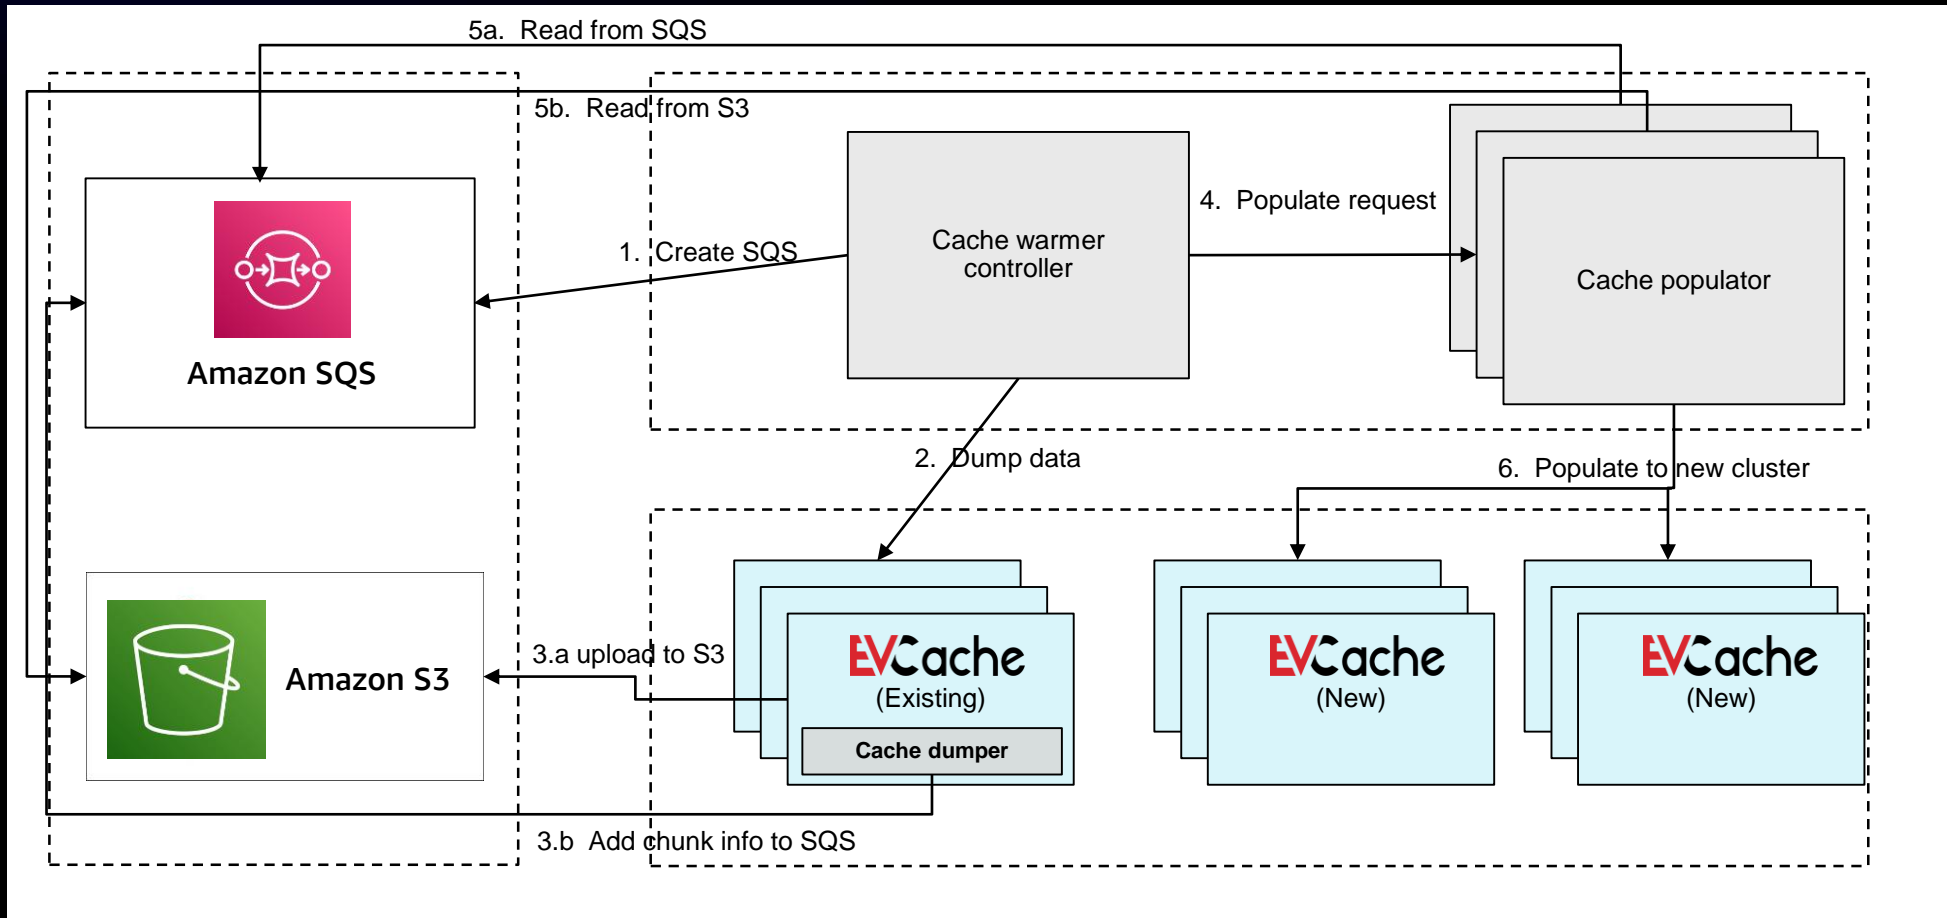 5a. Read from SQS
5b. Read from S3
4. Populate request
Cache warmer
controller
1. Create SQS
Cache populator
Amazon SQS
2. Dump data
6. Populate to new cluster
3.a upload to S3
Amazon S3
EVCache
(Existing)
Cache dumper
EVCache
(New)
EVCache
(New)
3.b Add chunk info to SQS